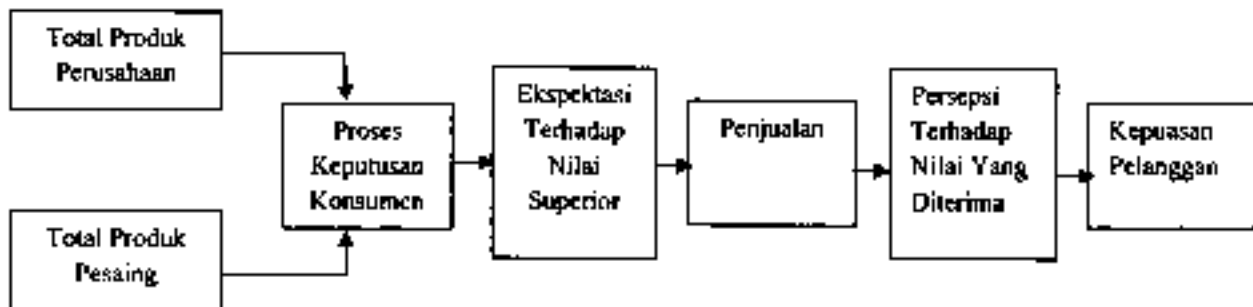 Total Produk
Perusahaan
Total Produk
Pesaing
Proses
Keputusan
Konsumen
Ekspektasi
Terhadap
Nilai
Superior
Penjualan
Persepsi
Terhadap
Nilai Yang
Diterima
Kepuasan
Pelanggan